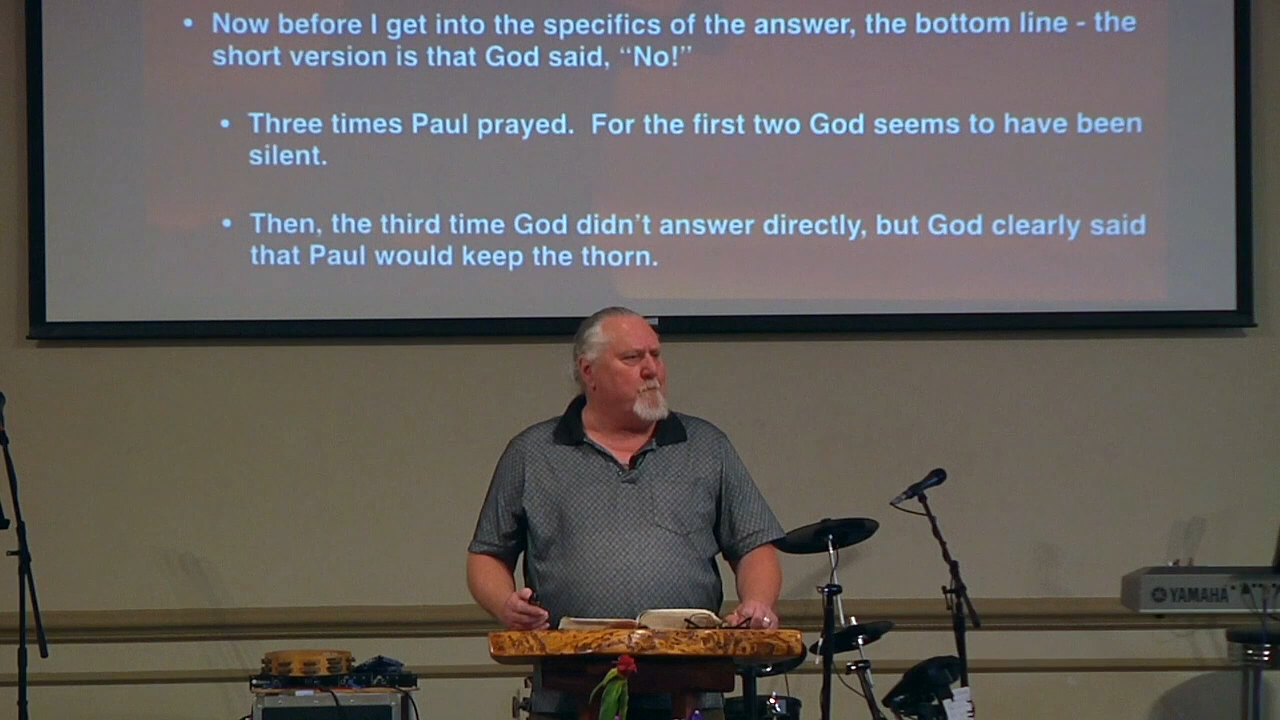 • Now before I get into the specifics of the answer, the bottom line - the
short version is that God said, “No!”
• Three times Paul prayed.  For the first two God seems to have been
silent.
• Then, the third time God didn’t answer directly, but God clearly said
that Paul would keep the thorn.
YAMAHA